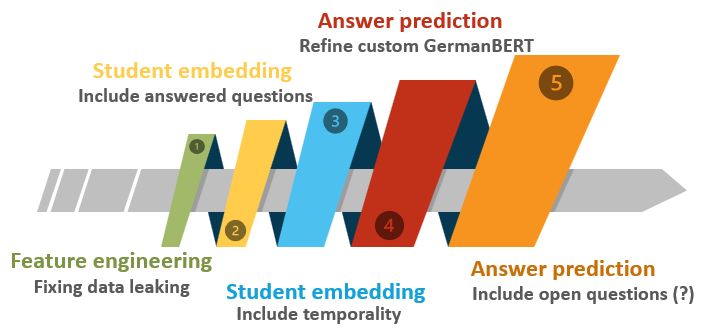 Answer prediction
Refine custom GermanBERT
Student embedding
Include answered questions
5
1
3
2
4
Feature engineering
Fixing data leaking
Student embedding
Include temporality
Answer prediction
Include open questions (?)